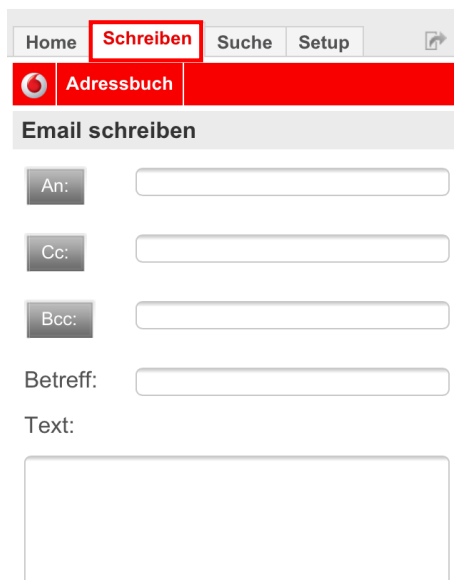 Home Schreiben Suche Setup
Adressbuch
Email schreiben
An:
Cc:
Bcc:
Betreff:
Text: